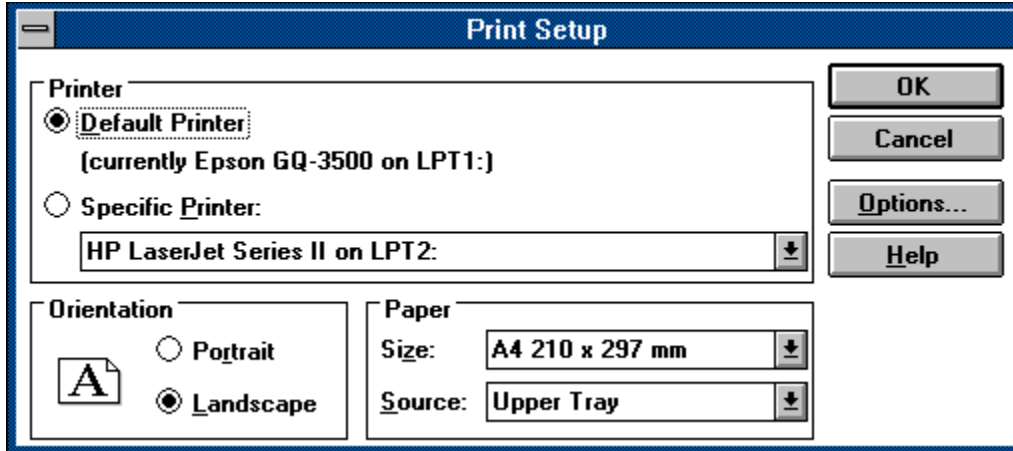 Print Setup
Printer
Default Printer
(currently Epson GQ-3500 on LPT1:)
Specific Printer:
HP LaserJet Series II on LPT2:
OK
Cancel
Options...
Help
Orientation
Portrait
A
Landscape
Paper
Size: A4 210 x 297 mm
Source: Upper Tray